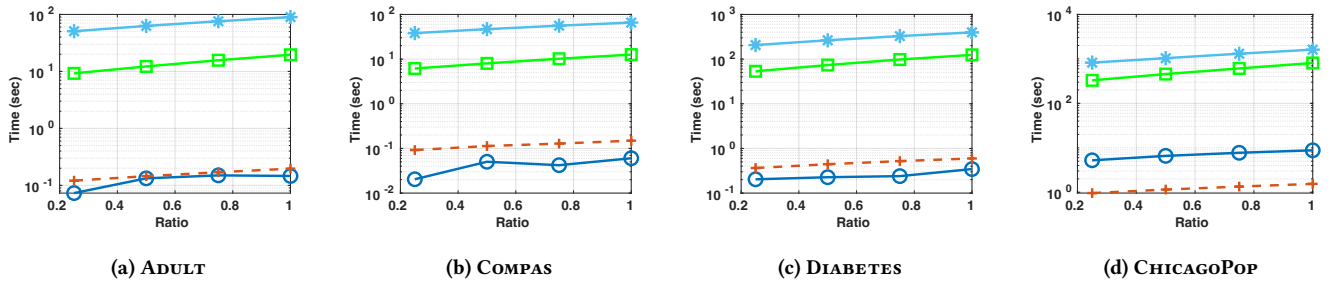 10 2
10 1
10 0
10 -1
Time (sec)
0.2 0.4 0.6 0.8 1
Ratio
(a) ADULT
10 2
10 1
10 0
10 -1
10 -2
Time (sec)
0.2 0.4 0.6 0.8 1
Ratio
(b) COMPAS
10 3
10 2
10 1
10 0
10 -1
Time (sec)
0.2 0.4 0.6 0.8 1
Ratio
(c) DIABETES
10 4
10 2
10 0
Time (sec)
0.2 0.4 0.6 0.8 1
Ratio
(d) CHICAGOPOP